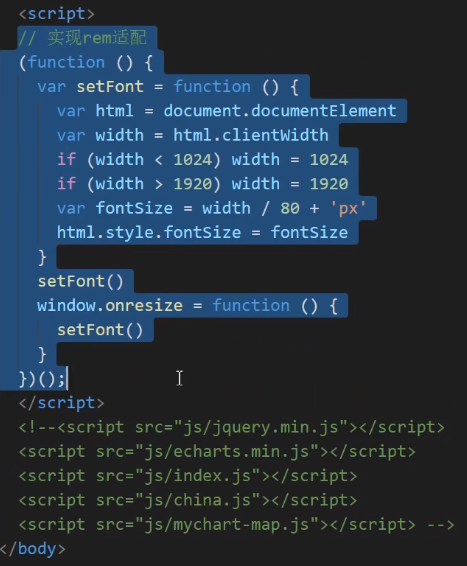 <script>
// 实现rem适配
(function () {
var setFont = function () {
var html = document.documentElement
var width = html.clientWidth
if (width < 1024) width = 1024
if (width > 1920) width = 1920
var fontSize = width / 80 + 'px'
html.style.fontSize = fontSize
}
setFont()
window.onresize = function () {
setFont()
}
})();
</script>
<!--<script src="js/jquery.min.js"></script>
<script src="js/echarts.min.js"></script>
<script src="js/index.js"></script>
<script src="js/china.js"></script>
<script src="js/mychart-map.js"></script> -->
</body>